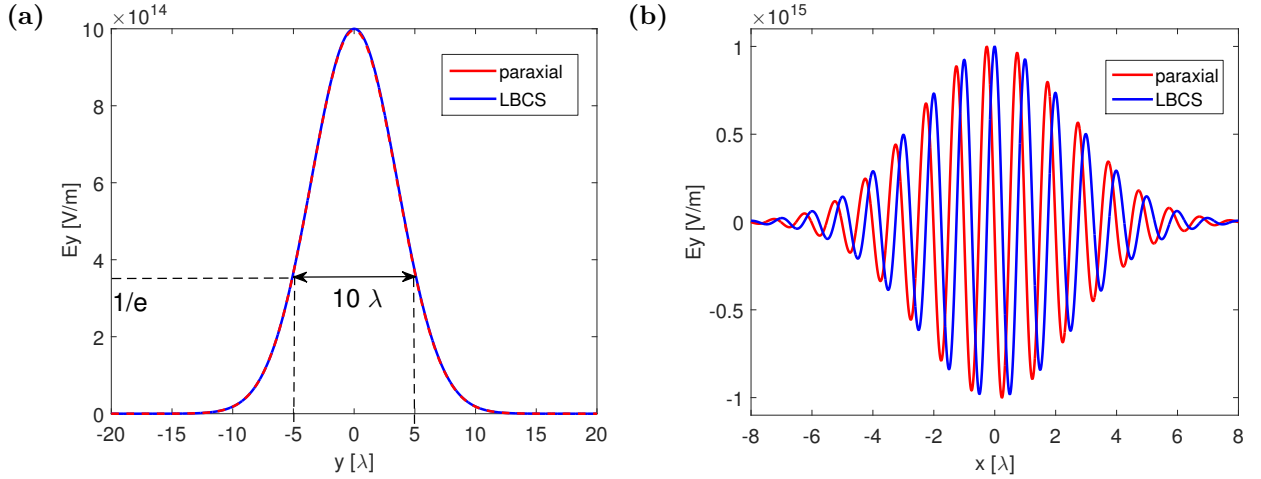 (a)
×10^14
10
8
6
4
2
0
Ey [V/m]
paraxial
LBCS
1/e
10 λ
-20 -15 -10 -5 0 5 10 15 20
y [λ]
(b)
×10^15
1
0.5
0
-0.5
-1
Ey [V/m]
paraxial
LBCS
-8 -6 -4 -2 0 2 4 6 8
x [λ]